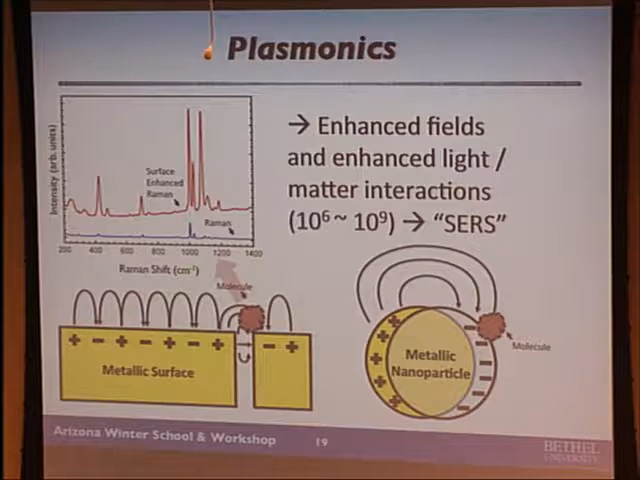 Plasmonics
Intensity (arb. units)
Surface
Enhanced
Raman
Raman
200 400 600 800 1000 1200 1400
Raman Shift (cm⁻¹)
→ Enhanced fields
and enhanced light /
matter interactions
(10⁶ ~ 10⁹) → “SERS”
Molecule
+ - + - + - + - +
Metallic Surface
Metallic
Nanoparticle
Molecule
Arizona Winter School & Workshop 19
BETHEL
UNIVERSITY